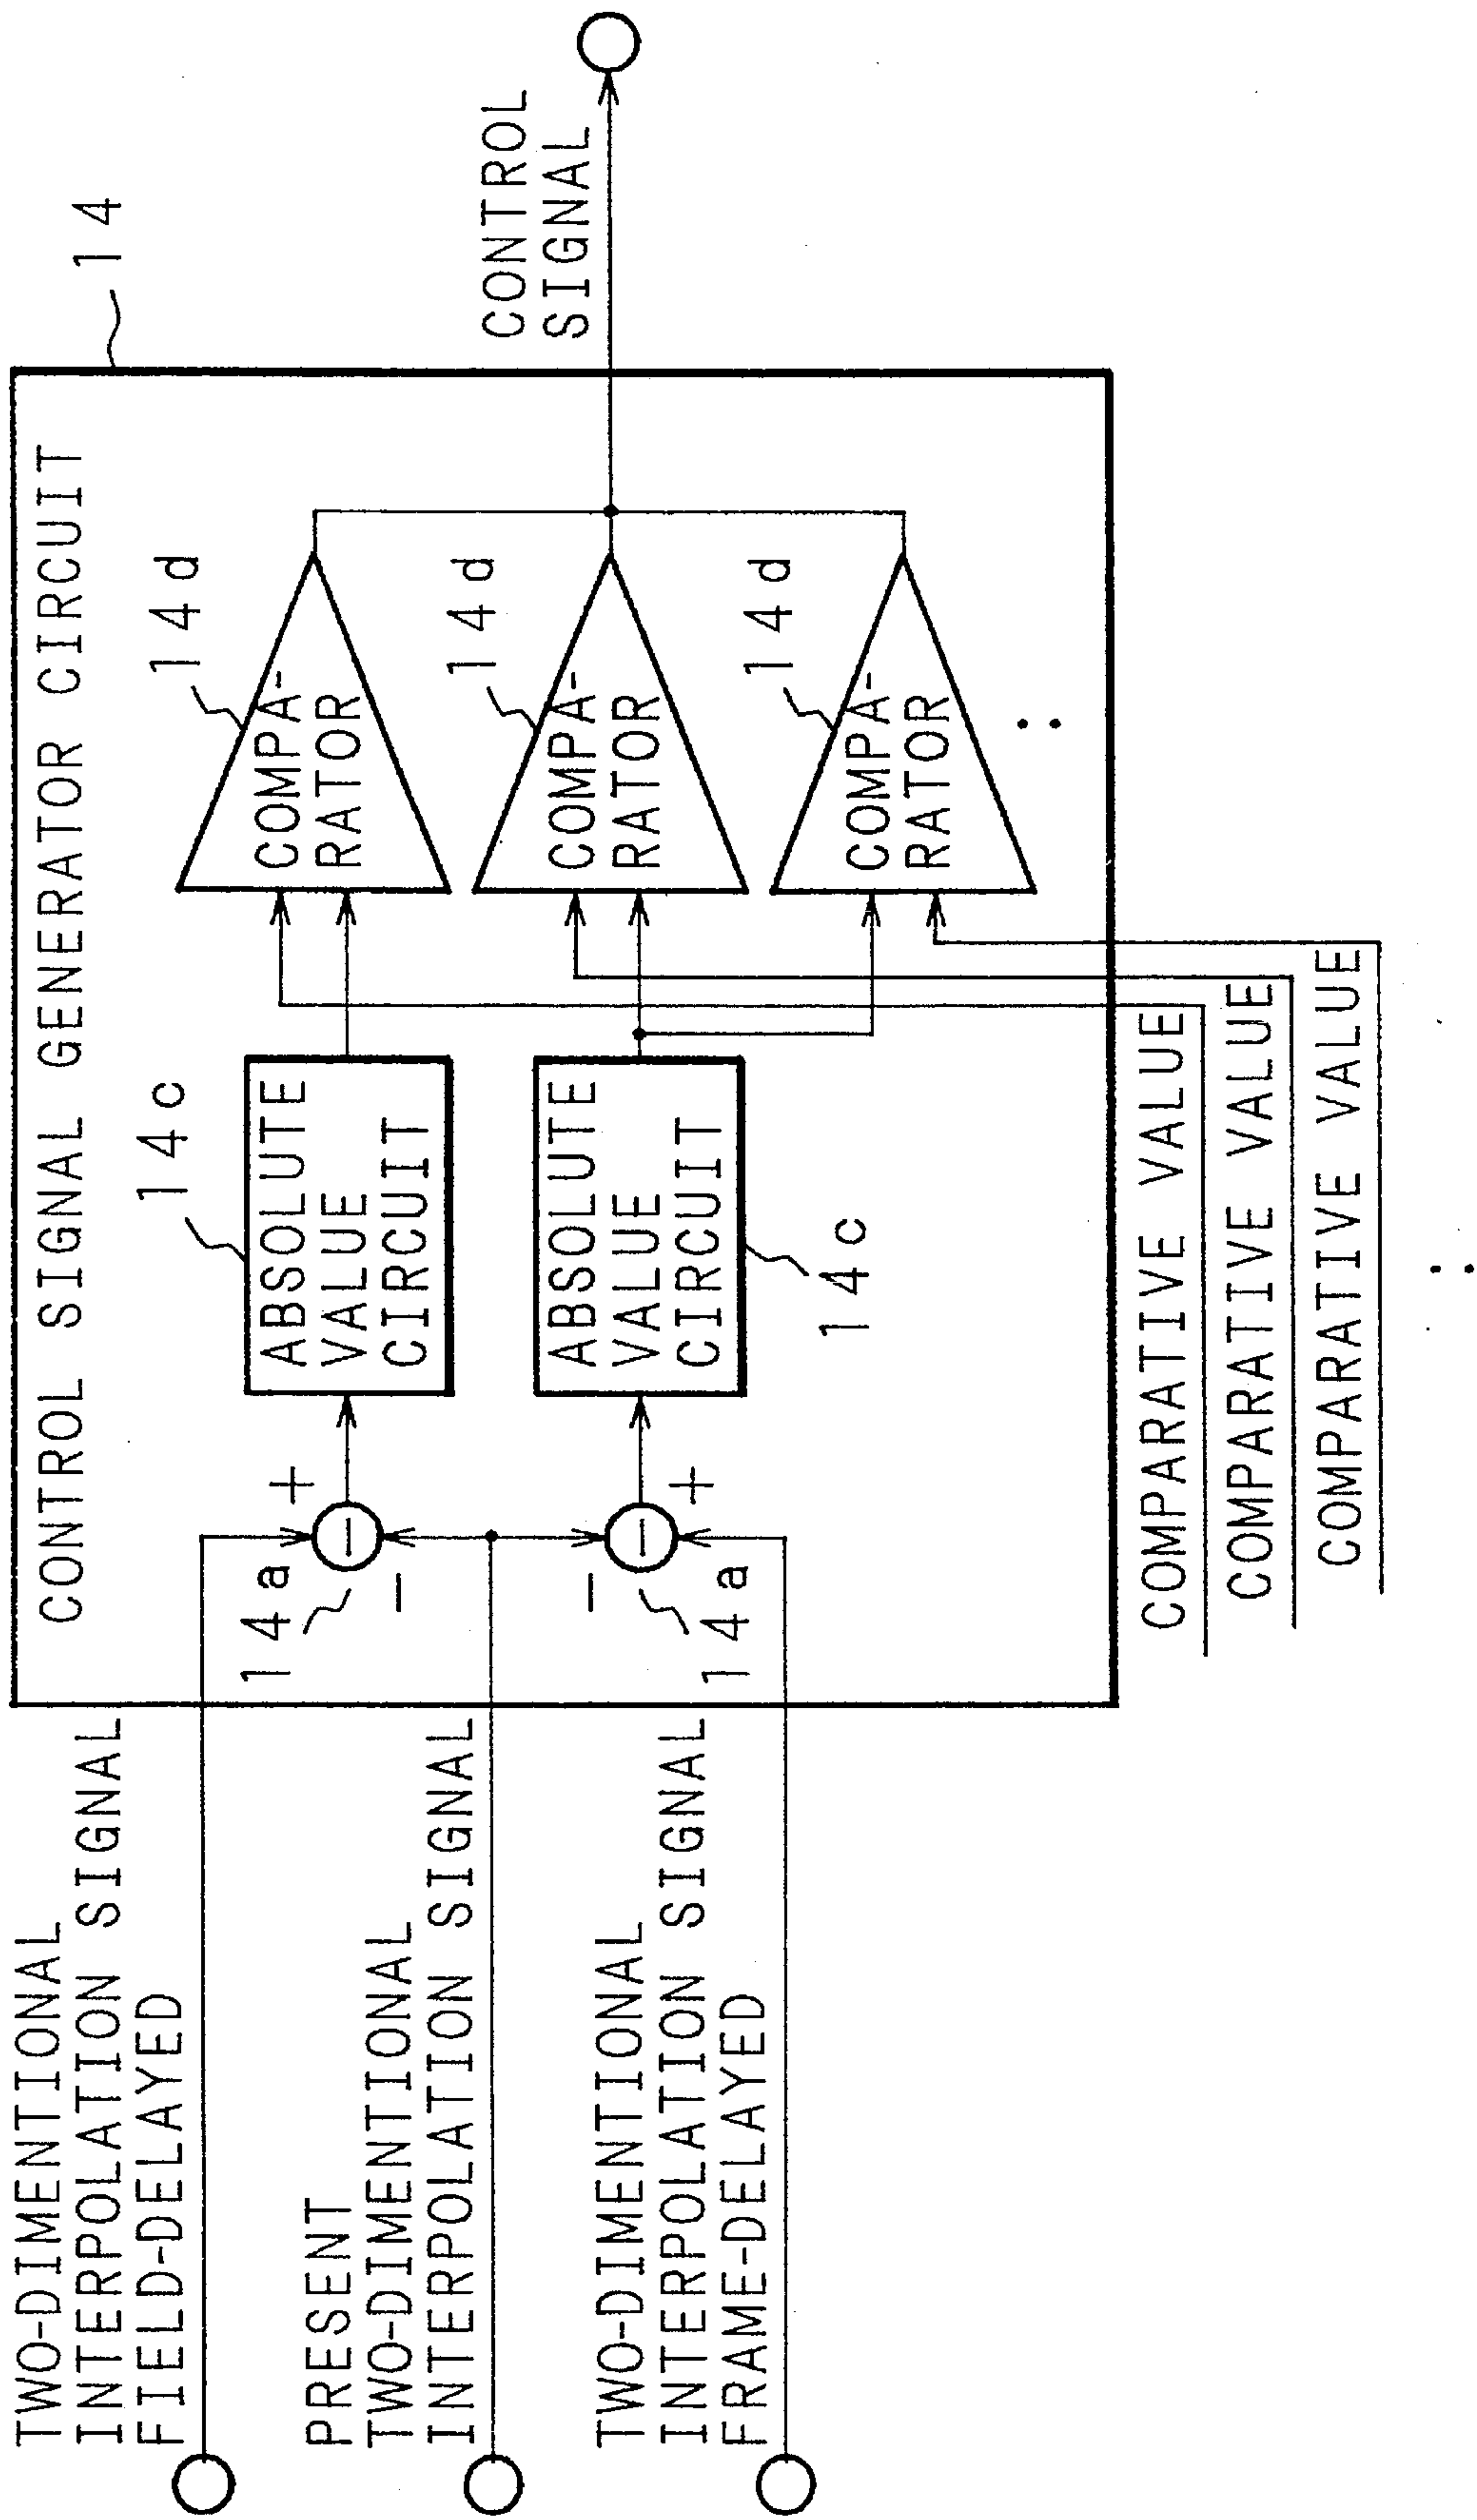 TWO-DIMENTIONAL
INTERPOLATION SIGNAL
FIELD-DELAYED
PRESENT
TWO-DIMENTIONAL
INTERPOLATION SIGNAL
TWO-DIMENTIONAL
INTERPOLATION SIGNAL
FRAME-DELAYED
CONTROL SIGNAL GENERATOR CIRCUIT
14
14a
+
−
−
+
14a
14c
ABSOLUTE
VALUE
CIRCUIT
ABSOLUTE
VALUE
CIRCUIT
14c
14d
COMPA-
RATOR
14d
COMPA-
RATOR
14d
COMPA-
RATOR
COMPARATIVE VALUE
COMPARATIVE VALUE
COMPARATIVE VALUE
CONTROL
SIGNAL